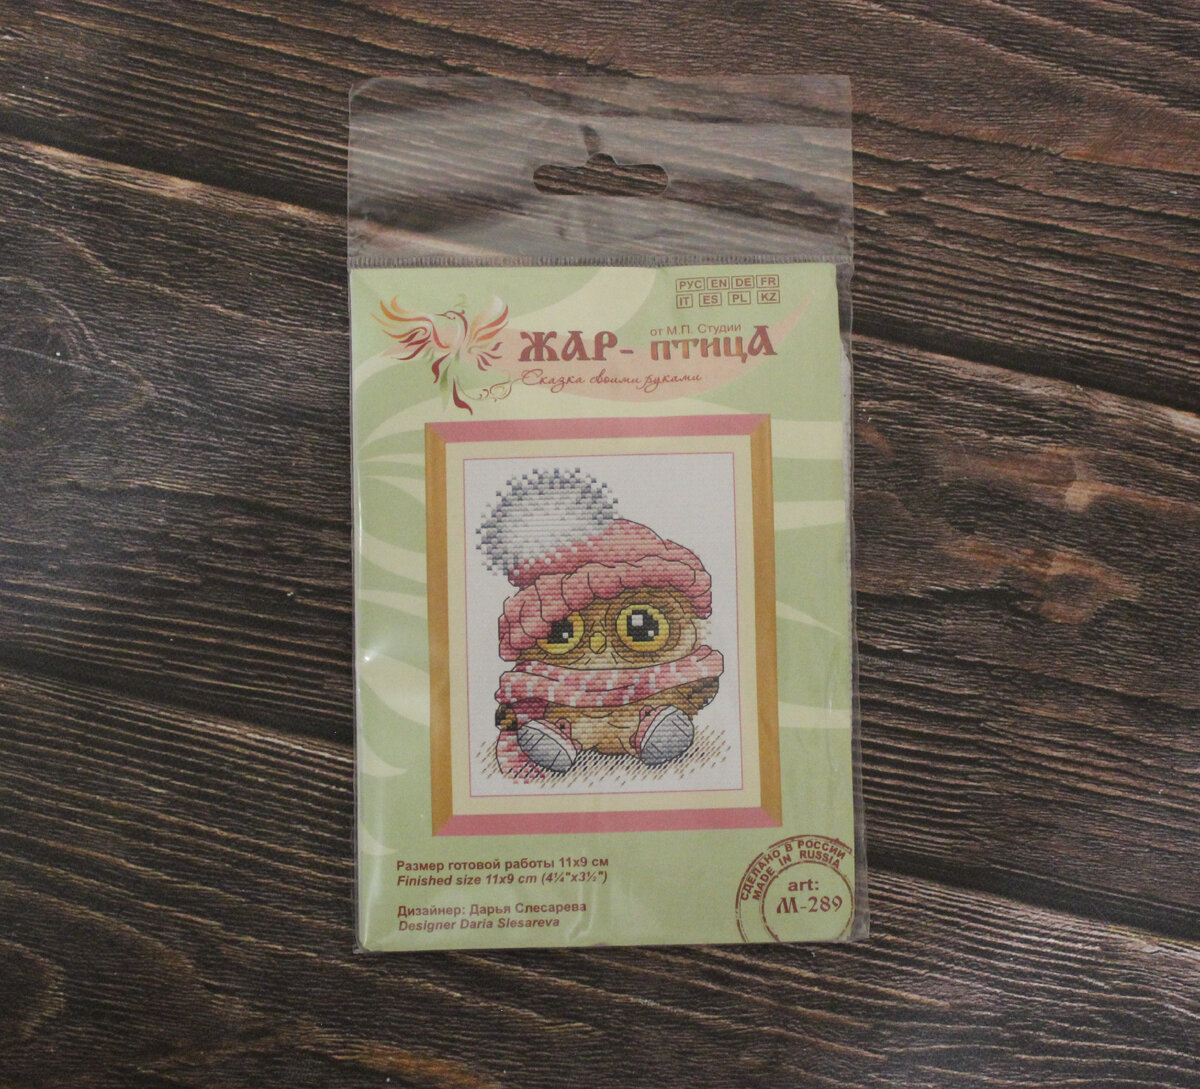 РУС EN DE FR
IT ES PL KZ
от М.П. Студии
ЖАР-ПТИЦА
Сказка своими руками
Размер готовой работы 11х9 см
Finished size 11x9 cm (4¼"x3½")
Дизайнер: Дарья Слесарева
Designer Daria Slesareva
СДЕЛАНО В РОССИИ
MADE IN RUSSIA
art:
М-289